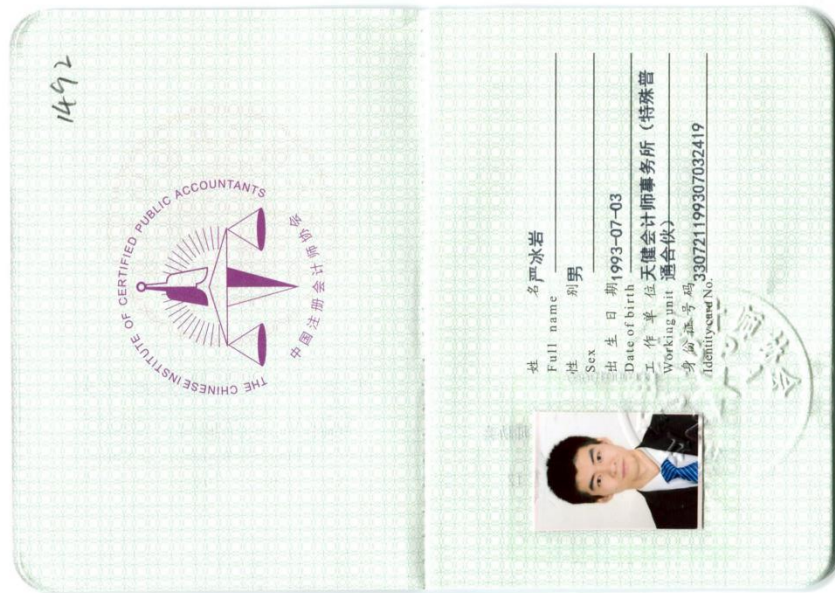 1492
THE CHINESE INSTITUTE OF CERTIFIED PUBLIC ACCOUNTANTS
中国注册会计师协会
姓 名 严冰岩
Full name
性 别 男
Sex
出 生 日 期 1993-07-03
Date of birth
工 作 单 位 天健会计师事务所（特殊普
Working unit 通合伙）
身 份 证 号 码 330721199307032419
Identity card No.